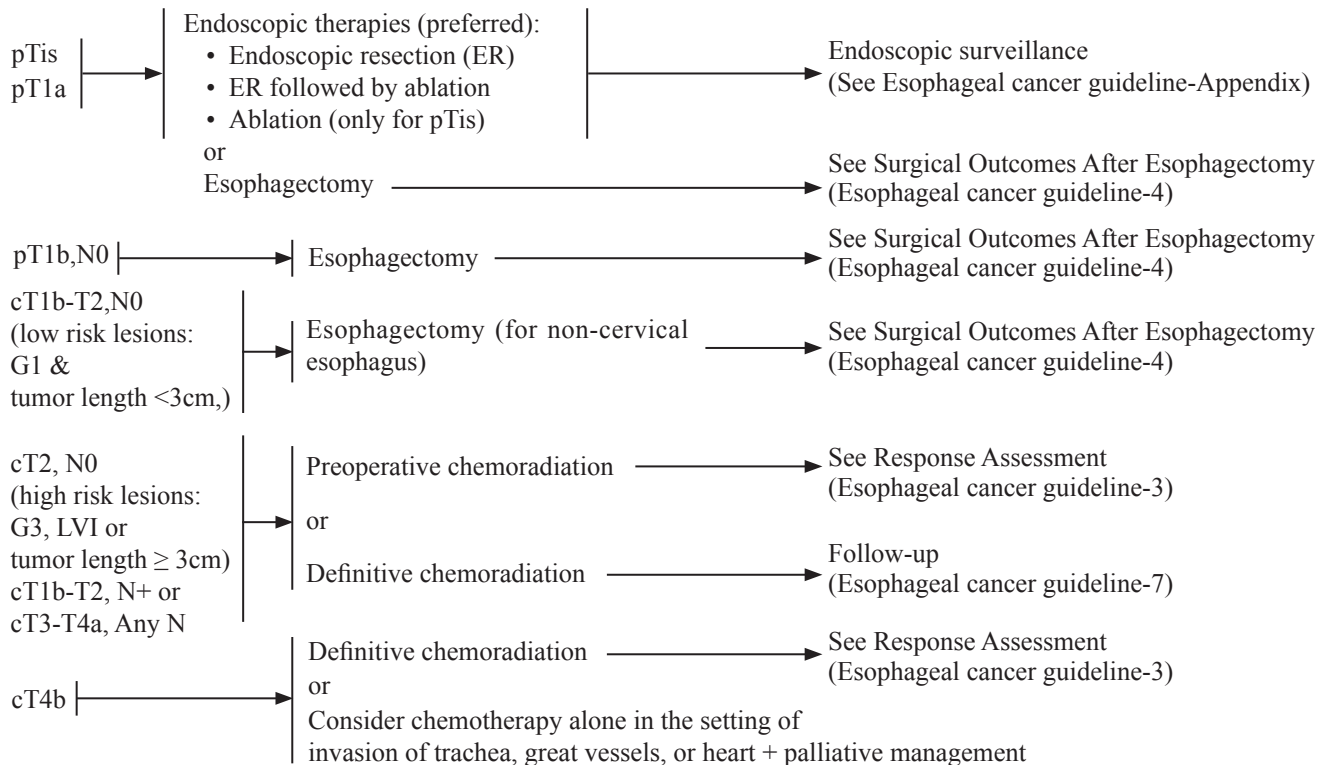 pTis
pT1a
Endoscopic therapies (preferred):
• Endoscopic resection (ER)
• ER followed by ablation
• Ablation (only for pTis)
or
Esophagectomy
Endoscopic surveillance
(See Esophageal cancer guideline-Appendix)
See Surgical Outcomes After Esophagectomy
(Esophageal cancer guideline-4)
pT1b,N0
Esophagectomy
See Surgical Outcomes After Esophagectomy
(Esophageal cancer guideline-4)
cT1b-T2,N0
(low risk lesions:
G1 &
tumor length <3cm,)
Esophagectomy (for non-cervical
esophagus)
See Surgical Outcomes After Esophagectomy
(Esophageal cancer guideline-4)
cT2, N0
(high risk lesions:
G3, LVI or
tumor length ≥ 3cm)
cT1b-T2, N+ or
cT3-T4a, Any N
Preoperative chemoradiation
or
Definitive chemoradiation
See Response Assessment
(Esophageal cancer guideline-3)
Follow-up
(Esophageal cancer guideline-7)
cT4b
Definitive chemoradiation
or
Consider chemotherapy alone in the setting of
invasion of trachea, great vessels, or heart + palliative management
See Response Assessment
(Esophageal cancer guideline-3)